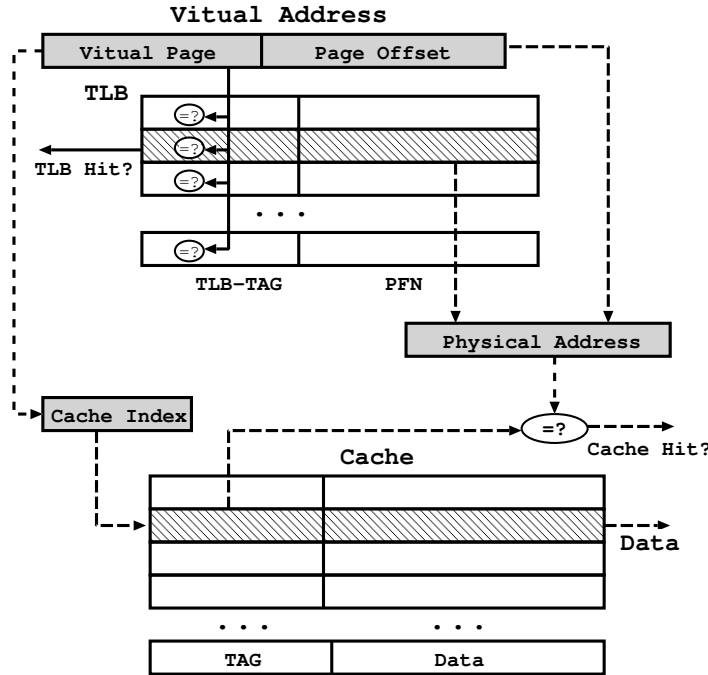 Vitual Address
Vitual Page Page Offset
TLB
=?
=?
TLB Hit?
=?
. . .
=?
TLB-TAG PFN
Physical Address
Cache Index
=?
Cache Hit?
Cache
Data
. . . . . .
TAG Data